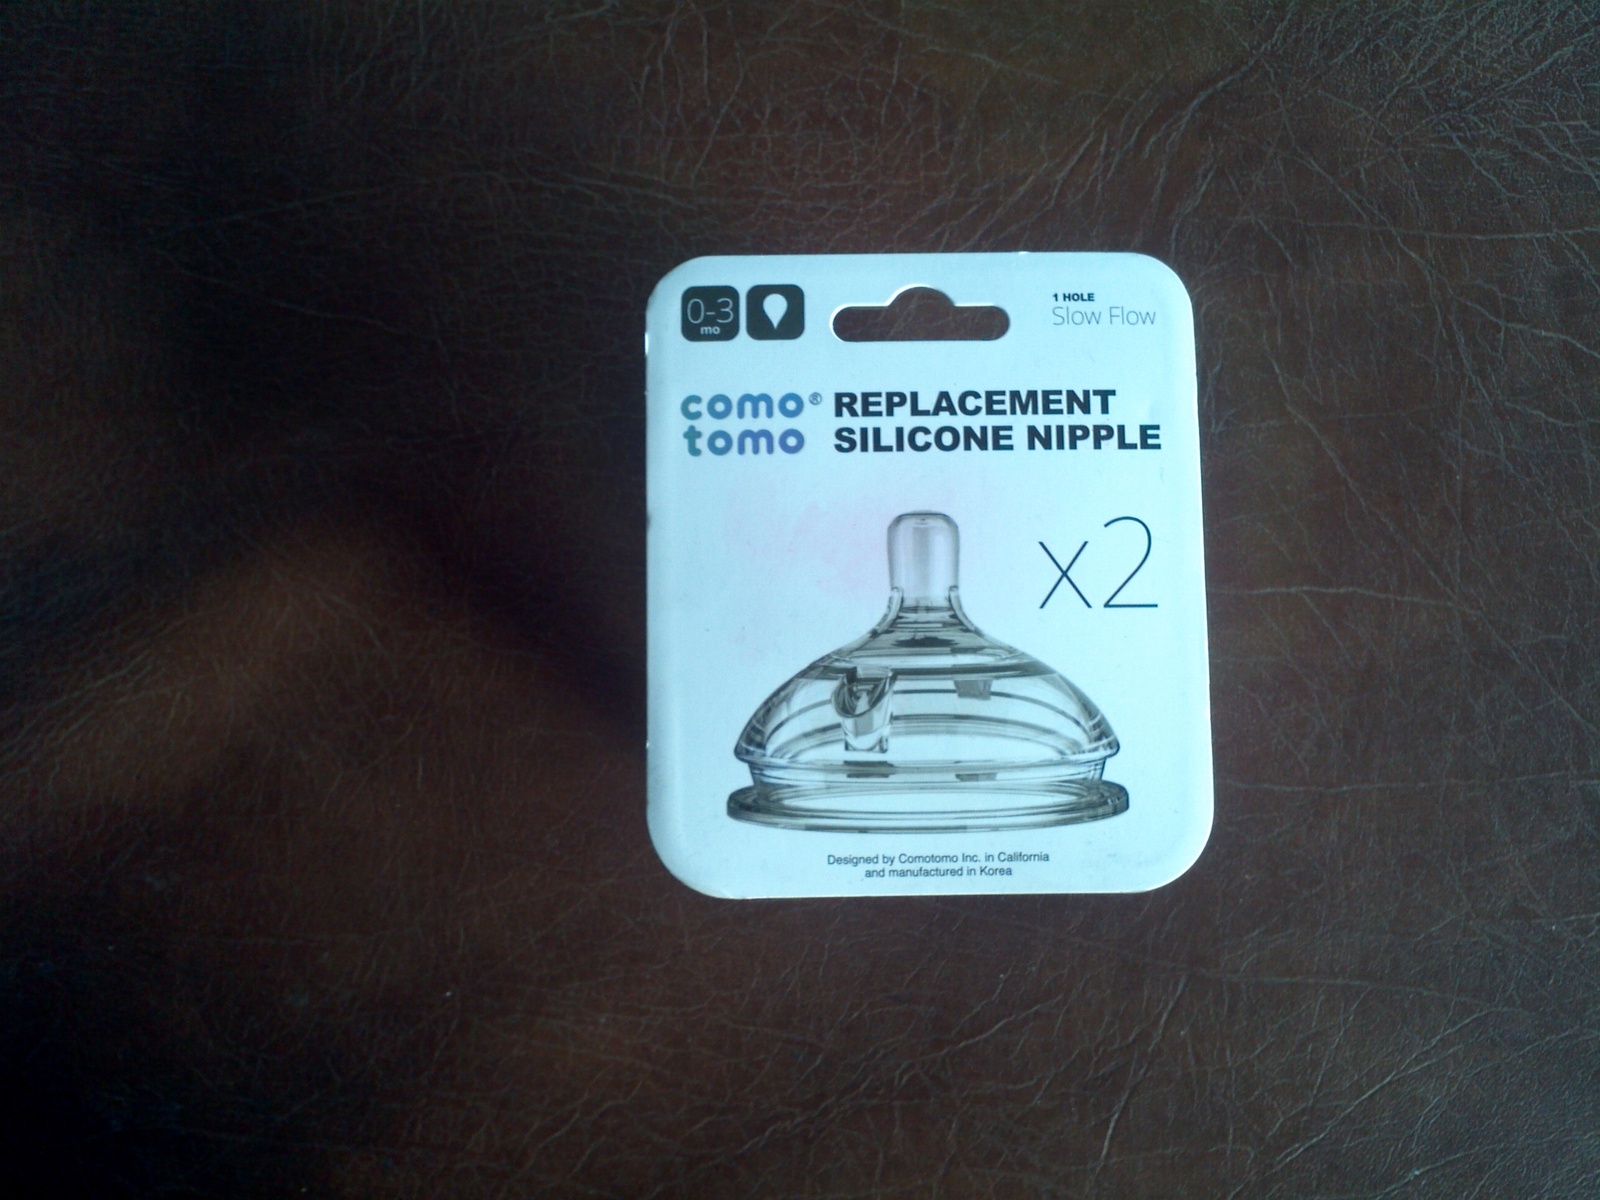 0-3
mo
1 HOLE
Slow Flow
como®
tomo
REPLACEMENT
SILICONE NIPPLE
x2
Designed by Comotomo Inc. in California
and manufactured in Korea